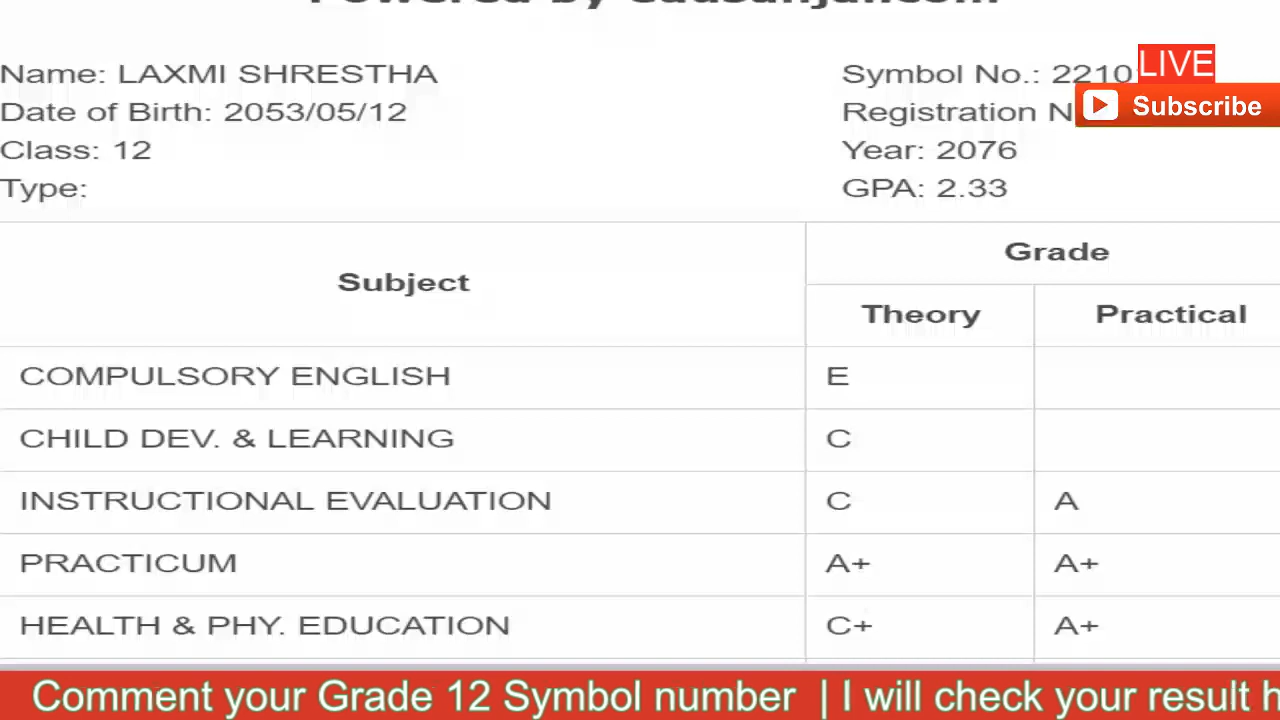 Name: LAXMI SHRESTHA
Symbol No.: 2210
LIVE
Date of Birth: 2053/05/12
Registration N
Subscribe
Class: 12
Year: 2076
Type:
GPA: 2.33
Subject
Grade
Theory
Practical
COMPULSORY ENGLISH E
CHILD DEV. & LEARNING C
INSTRUCTIONAL EVALUATION C A
PRACTICUM A+ A+
HEALTH & PHY. EDUCATION C+ A+
Comment your Grade 12 Symbol number | I will check your result h